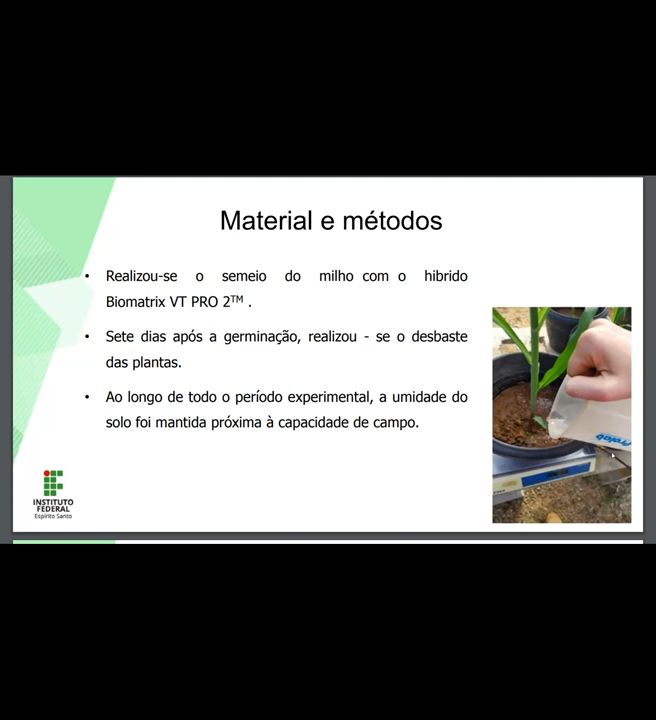 Material e métodos
• Realizou-se o semeio do milho com o hibrido
Biomatrix VT PRO 2™ .
• Sete dias após a germinação, realizou - se o desbaste
das plantas.
• Ao longo de todo o período experimental, a umidade do
solo foi mantida próxima à capacidade de campo.
INSTITUTO
FEDERAL
Espírito Santo
Prolab